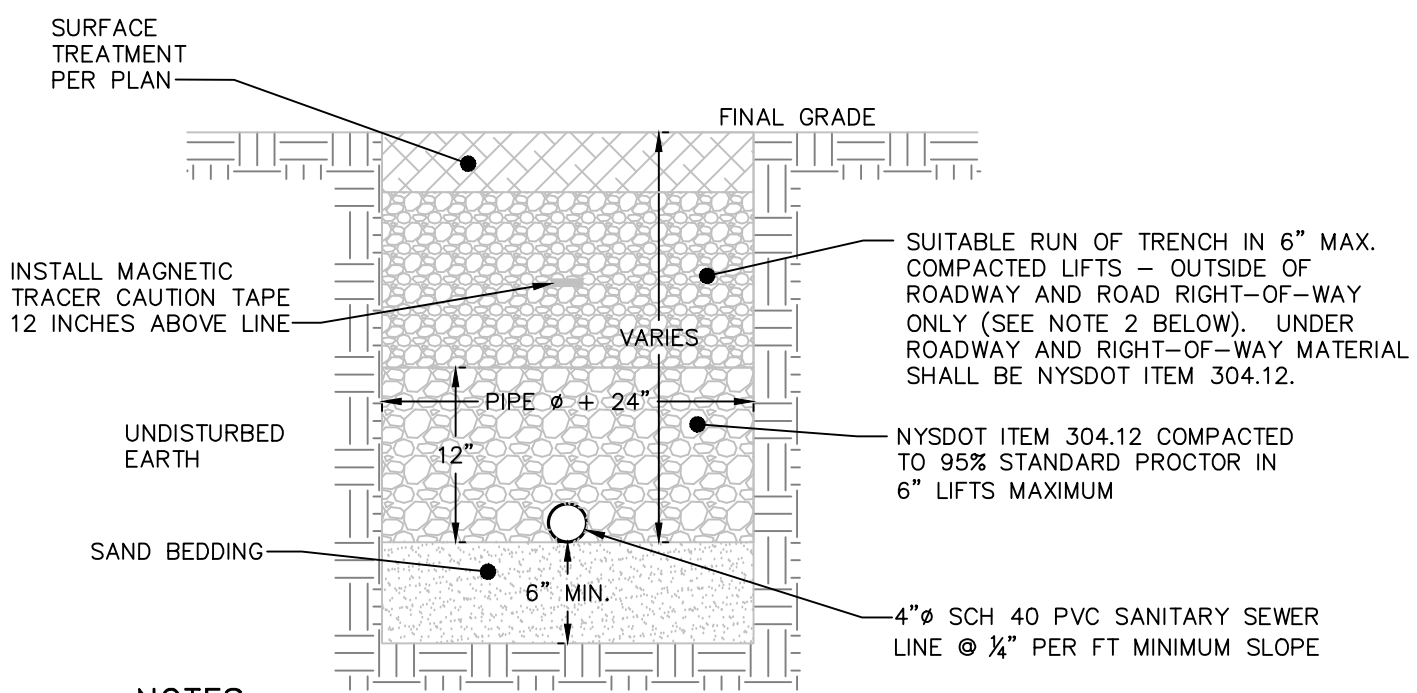 SURFACE
TREATMENT
PER PLAN
FINAL GRADE
SUITABLE RUN OF TRENCH IN 6" MAX.
COMPACTED LIFTS – OUTSIDE OF
ROADWAY AND ROAD RIGHT–OF–WAY
ONLY (SEE NOTE 2 BELOW). UNDER
ROADWAY AND RIGHT–OF–WAY MATERIAL
SHALL BE NYSDOT ITEM 304.12.
INSTALL MAGNETIC
TRACER CAUTION TAPE
12 INCHES ABOVE LINE
VARIES
PIPE ø + 24"
12"
UNDISTURBED
EARTH
NYSDOT ITEM 304.12 COMPACTED
TO 95% STANDARD PROCTOR IN
6" LIFTS MAXIMUM
SAND BEDDING
6" MIN.
4"ø SCH 40 PVC SANITARY SEWER
LINE @ ¼" PER FT MINIMUM SLOPE
NOTES